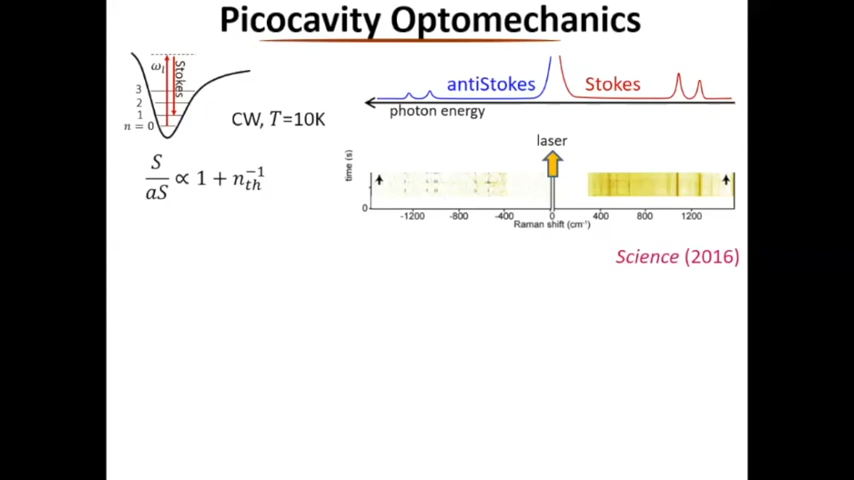 Picocavity Optomechanics
ωₗ
Stokes
3
2
1
n = 0
CW, T=10K
S/aS ∝ 1 + n_th^−1
antiStokes
Stokes
photon energy
laser
time (s)
0
-1200 -800 -400 0 400 800 1200
Raman shift (cm⁻¹)
Science (2016)